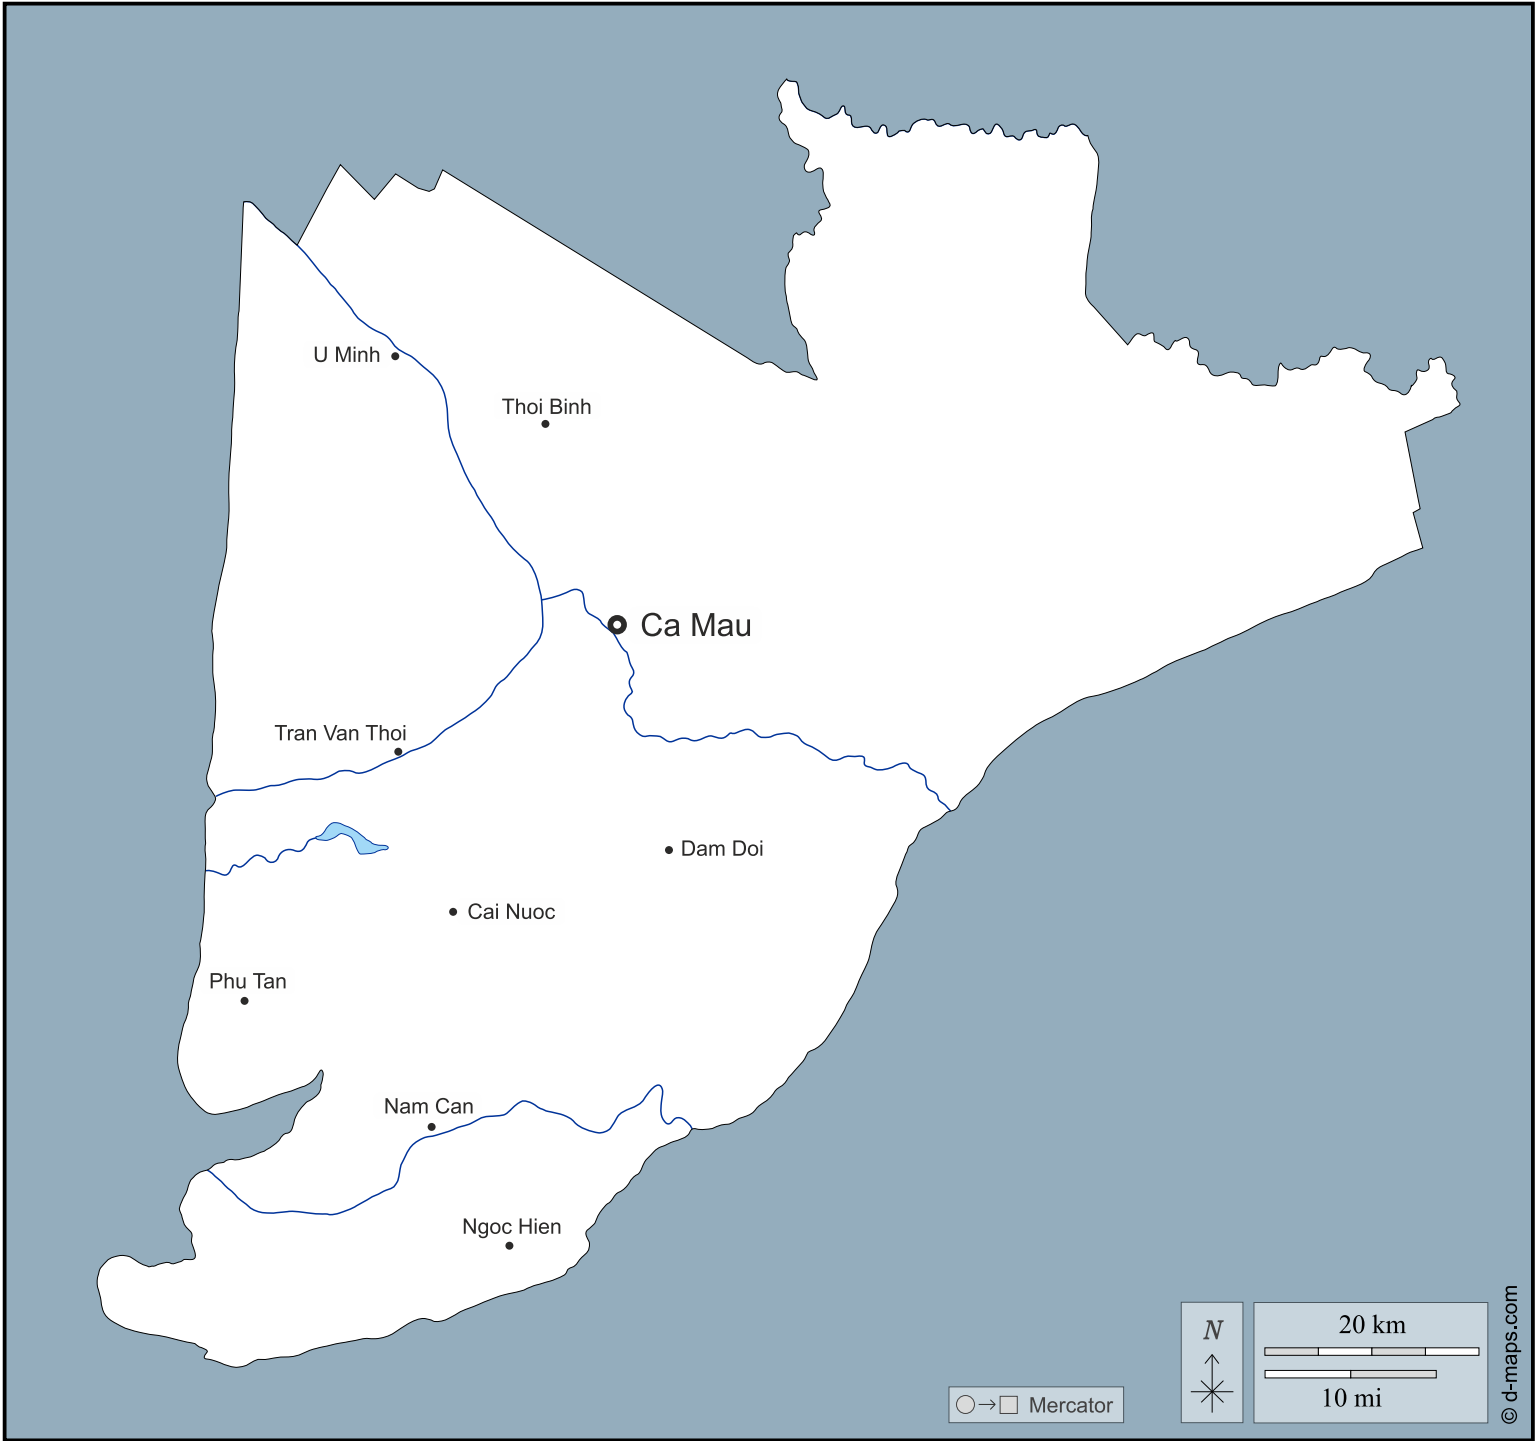 U Minh
Thoi Binh
Ca Mau
Tran Van Thoi
Dam Doi
Cai Nuoc
Phu Tan
Nam Can
Ngoc Hien
N
20 km
10 mi
Mercator
© d-maps.com